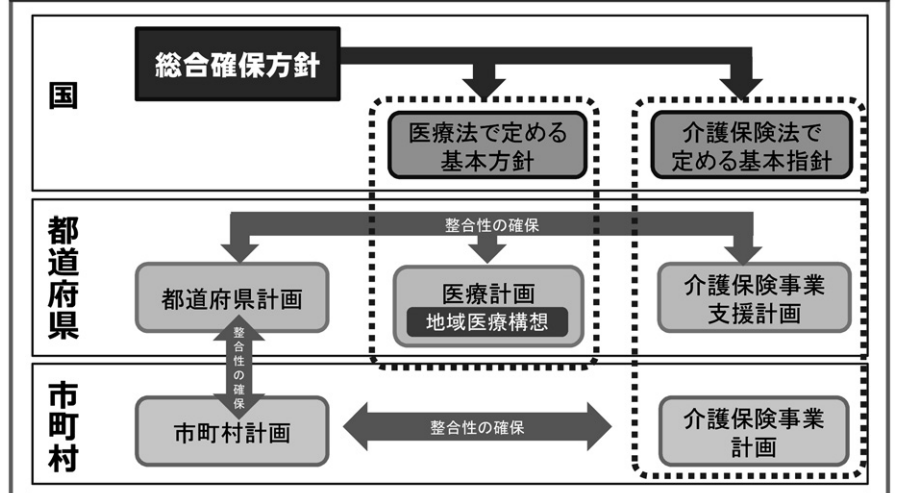 国
総合確保方針
医療法で定める
基本方針
介護保険法で
定める基本指針
都道府県
整合性の確保
都道府県計画
医療計画
地域医療構想
介護保険事業
支援計画
整合性の確保
市町村
市町村計画
整合性の確保
介護保険事業
計画